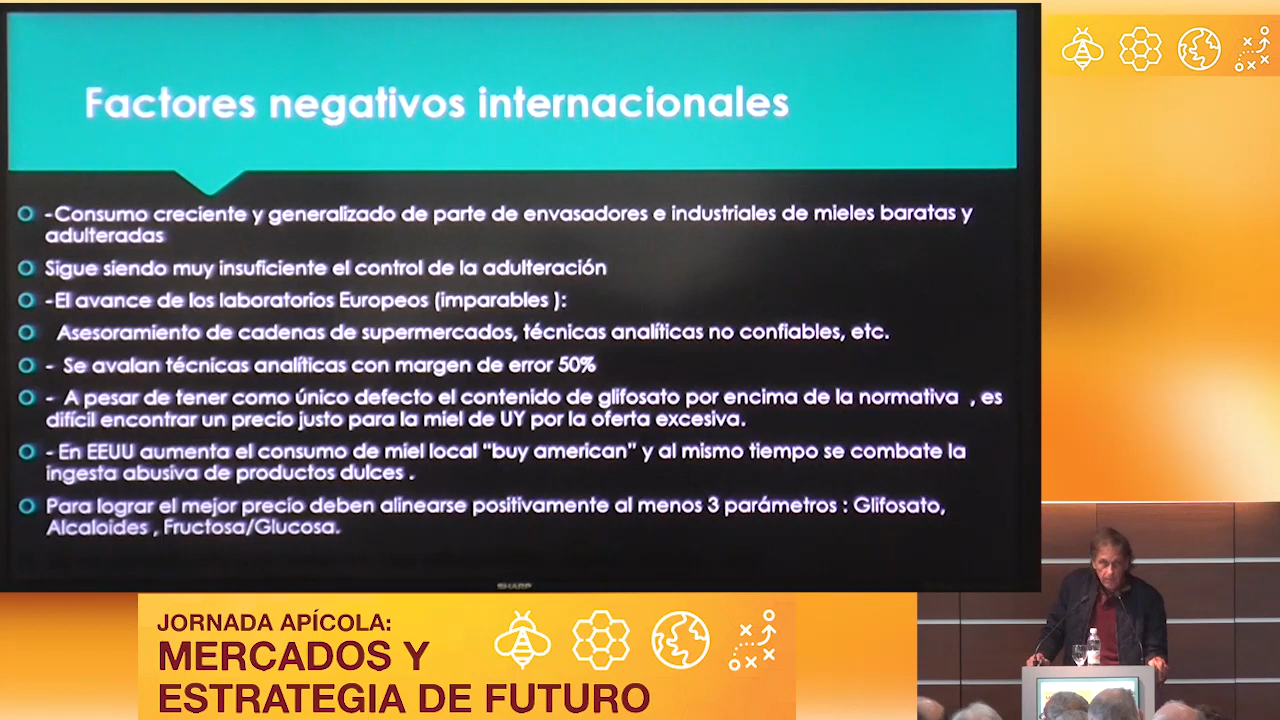 Factores negativos internacionales
-Consumo creciente y generalizado de parte de envasadores e industriales de mieles baratas y
adulteradas
Sigue siendo muy insuficiente el control de la adulteración
-El avance de los laboratorios Europeos (imparables ):
Asesoramiento de cadenas de supermercados, técnicas analíticas no confiables, etc.
- Se avalan técnicas analíticas con margen de error 50%
- A pesar de tener como único defecto el contenido de glifosato por encima de la normativa , es
difícil encontrar un precio justo para la miel de UY por la oferta excesiva.
- En EEUU aumenta el consumo de miel local "buy american" y al mismo tiempo se combate la
ingesta abusiva de productos dulces .
Para lograr el mejor precio deben alinearse positivamente al menos 3 parámetros : Glifosato,
Alcaloides , Fructosa/Glucosa.
SHARP
JORNADA APÍCOLA:
MERCADOS Y
ESTRATEGIA DE FUTURO